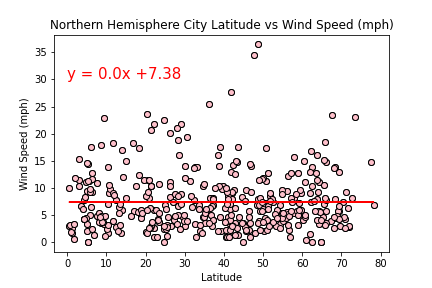 Northern Hemisphere City Latitude vs Wind Speed (mph)
y = 0.0x +7.38
Wind Speed (mph)
35
30
25
20
15
10
5
0
0 10 20 30 40 50 60 70 80
Latitude